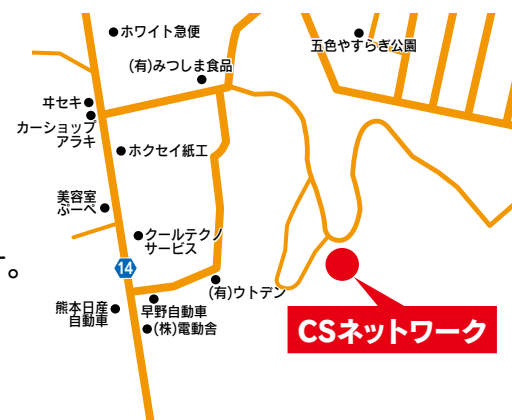 ホワイト急便
五色やすらぎ公園
(有)みつしま食品
ヰセキ
カーショップ
アラキ
ホクセイ紙工
美容室
ぷーぺ
クールテクノ
サービス
す。
14
(有)ウトデン
熊本日産
自動車
早野自動車
(株)電動舎
CSネットワーク